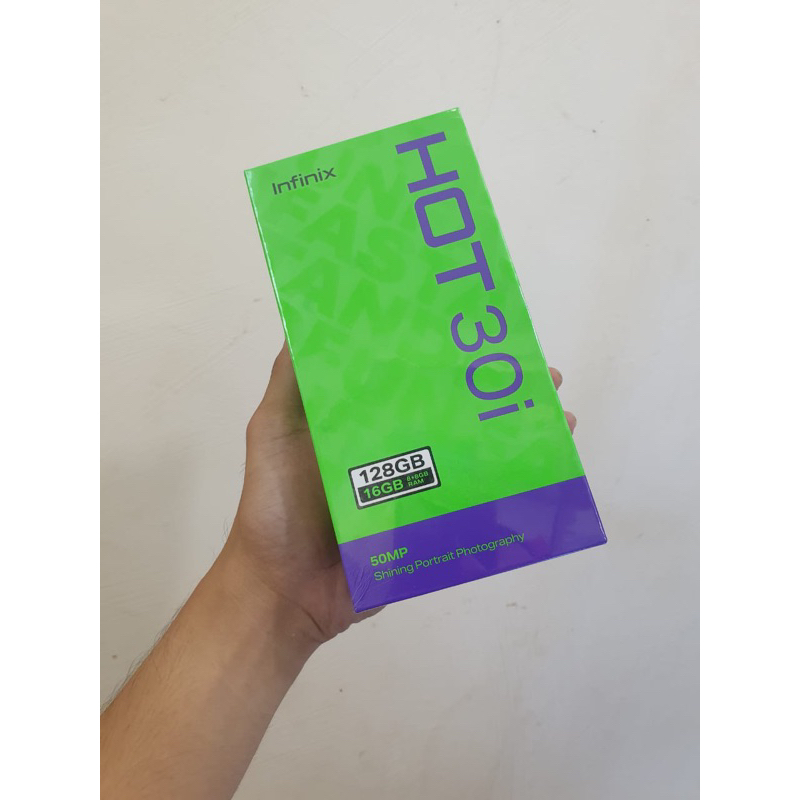 Infinix
HOT 30i
128GB
16GB 8+8GB RAM
50MP
Shining Portrait Photography